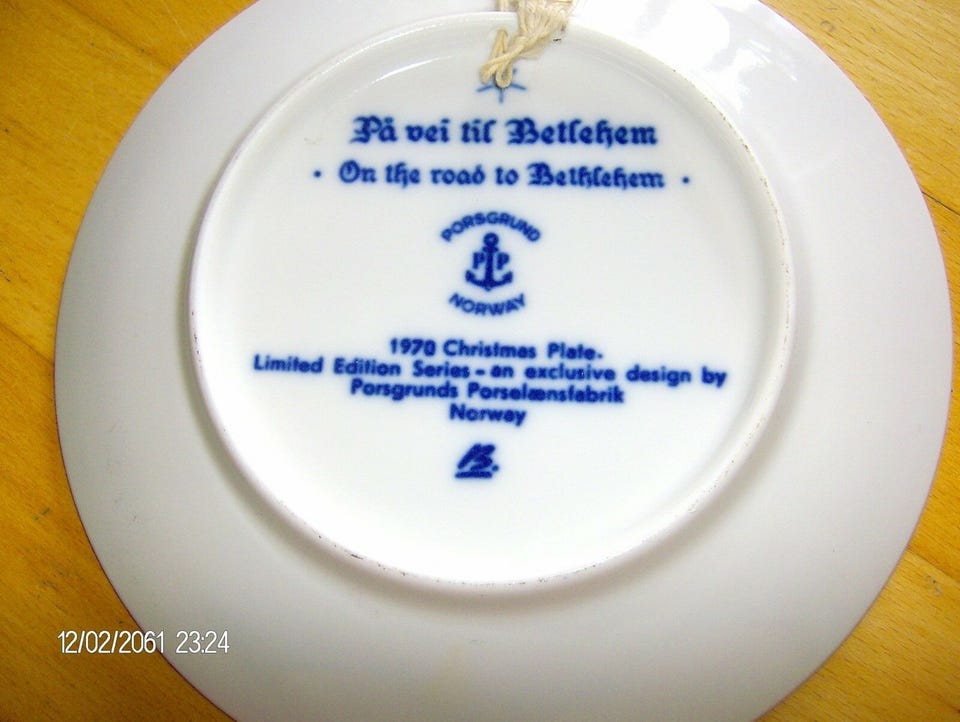 På vei til Betlehem
· On the road to Bethlehem ·
PORSGRUND
PP
NORWAY
1970 Christmas Plate.
Limited Edition Series - an exclusive design by
Porsgrunds Porselænsfabrik
Norway
12/02/2061 23:24